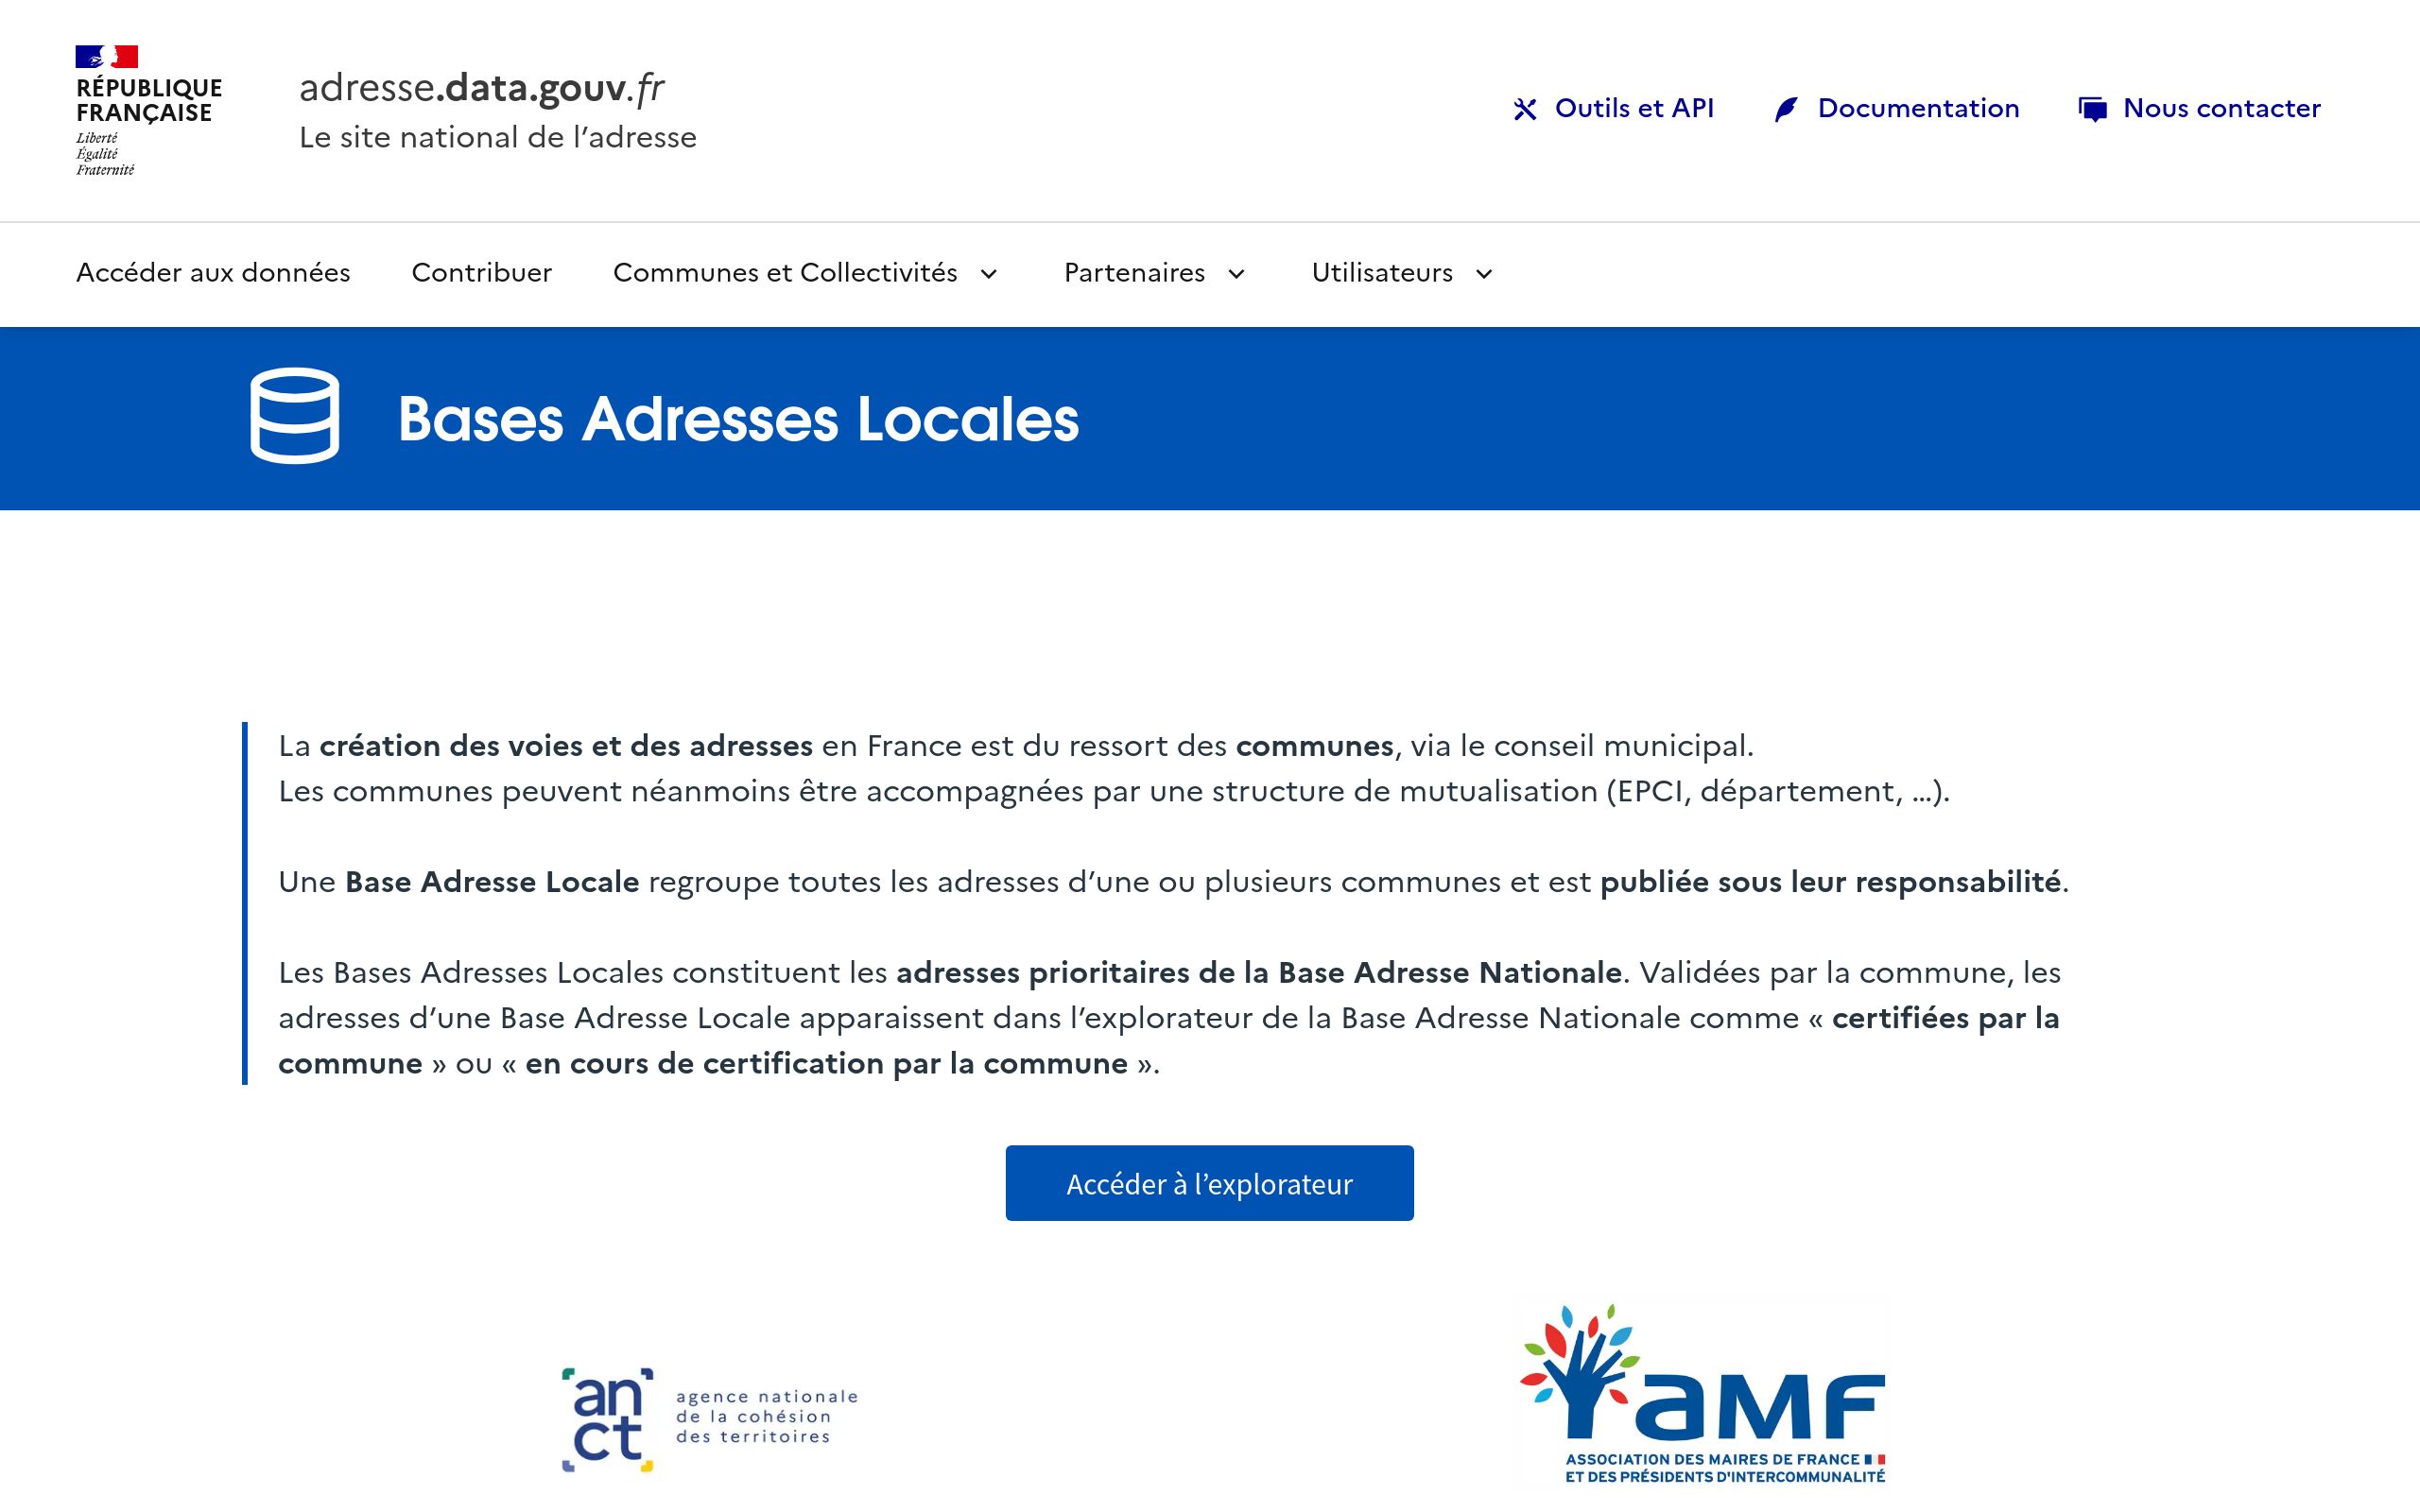 RÉPUBLIQUE
FRANÇAISE
Liberté
Égalité
Fraternité
adresse.data.gouv.fr
Le site national de l’adresse
Outils et API
Documentation
Nous contacter
Accéder aux données
Contribuer
Communes et Collectivités
Partenaires
Utilisateurs
Bases Adresses Locales
La création des voies et des adresses en France est du ressort des communes, via le conseil municipal.
Les communes peuvent néanmoins être accompagnées par une structure de mutualisation (EPCI, département, …).
Une Base Adresse Locale regroupe toutes les adresses d’une ou plusieurs communes et est publiée sous leur responsabilité.
Les Bases Adresses Locales constituent les adresses prioritaires de la Base Adresse Nationale. Validées par la commune, les
adresses d’une Base Adresse Locale apparaissent dans l’explorateur de la Base Adresse Nationale comme « certifiées par la
commune » ou « en cours de certification par la commune ».
Accéder à l’explorateur
an
ct
agence nationale
de la cohésion
des territoires
aMF
ASSOCIATION DES MAIRES DE FRANCE
ET DES PRÉSIDENTS D'INTERCOMMUNALITÉ